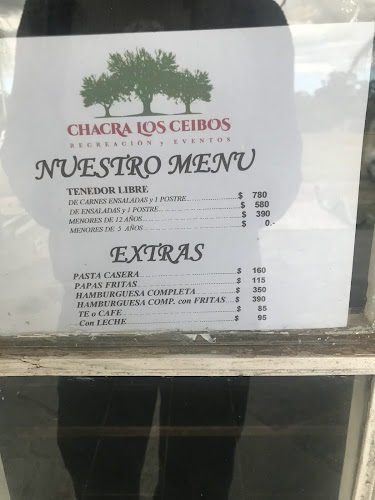 CHACRA LOS CEIBOS
RECREACIÓN y EVENTOS
NUESTRO MENU
TENEDOR LIBRE
DE CARNES ENSALADAS y 1 POSTRE....................$ 780
DE ENSALADAS y 1 POSTRE....................$ 580
MENORES DE 12 AÑOS....................$ 390
MENORES DE 5 AÑOS....................$ 0.-
EXTRAS
PASTA CASERA....................$ 160
PAPAS FRITAS....................$ 115
HAMBURGUESA COMPLETA....................$ 350
HAMBURGUESA COMP. con FRITAS....$ 390
TE o CAFE....................$ 85
Con LECHE....................$ 95